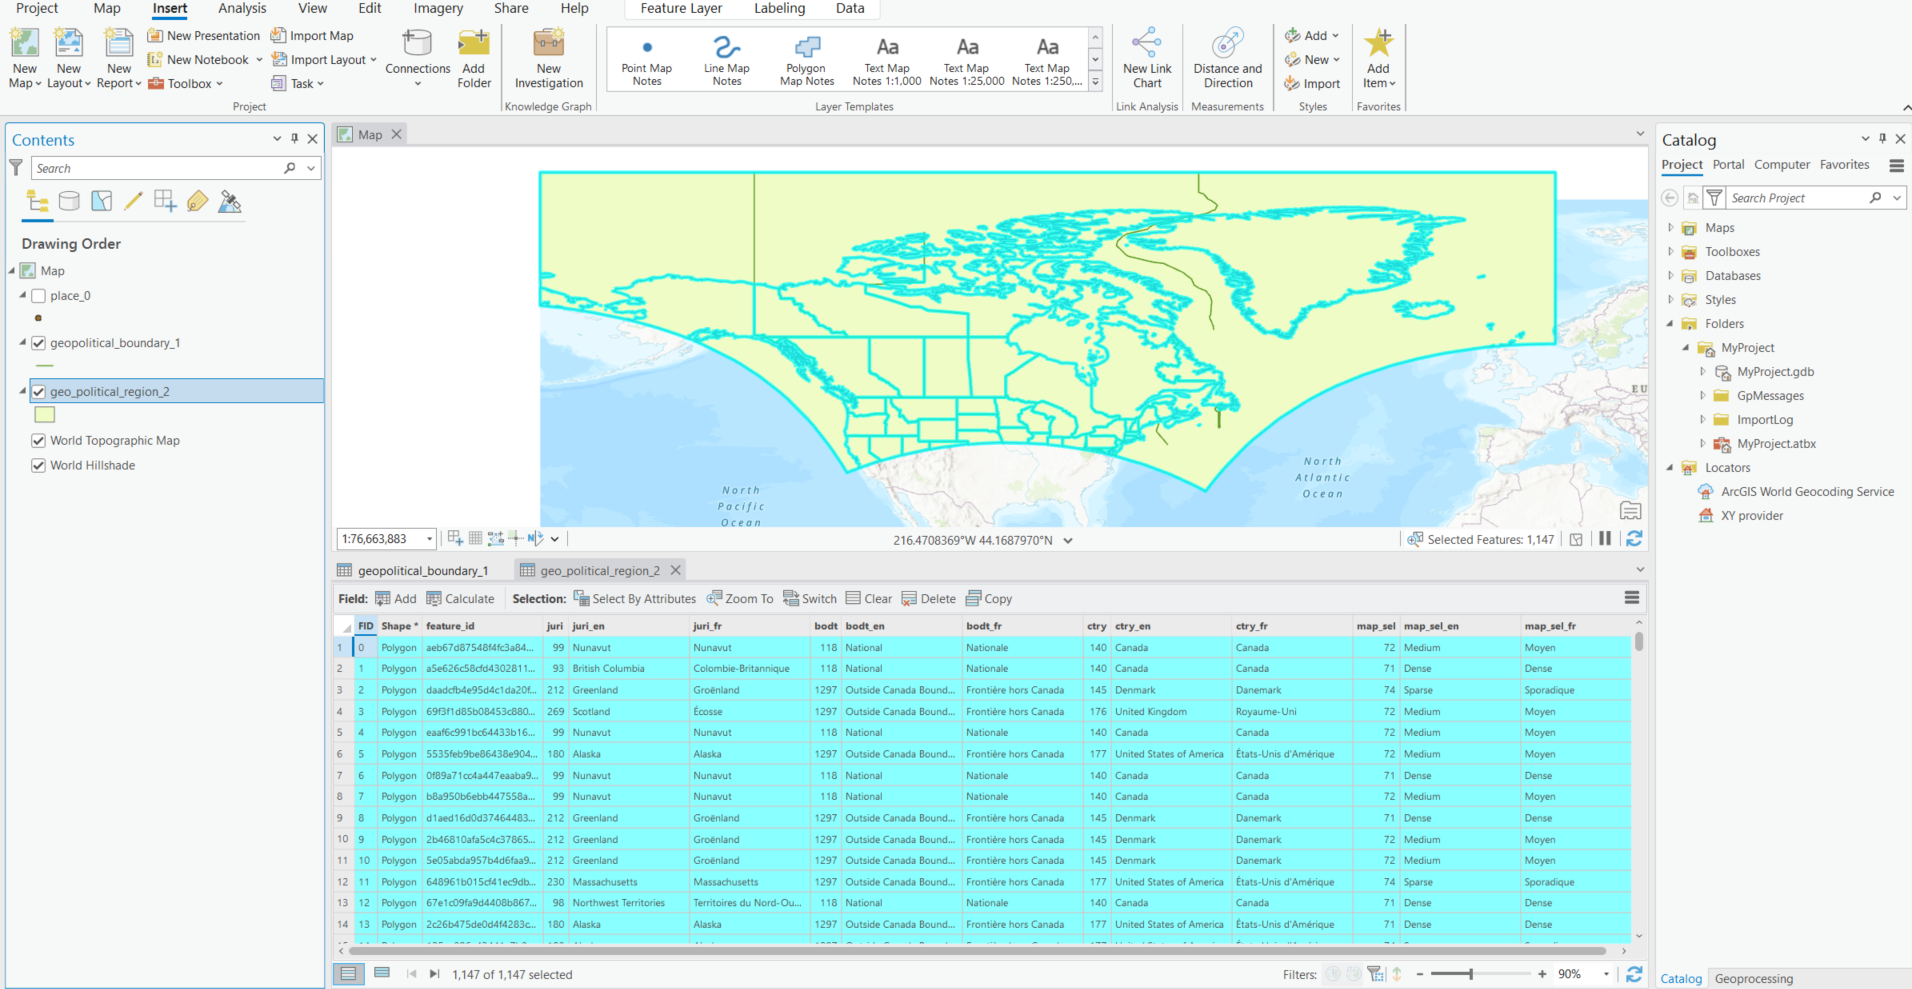 Project Map Insert Analysis View Edit Imagery Share Help Feature Layer Labeling Data
New Map
New Layout
New Report
New Presentation
New Notebook
Toolbox
Import Map
Import Layout
Task
Connections
Add Folder
New Investigation
Point Map Notes
Line Map Notes
Polygon Map Notes
Aa Text Map Notes 1:1,000
Aa Text Map Notes 1:25,000
Aa Text Map Notes 1:250,...
New Link Chart
Distance and Direction
Add
New
Import
Add Item
Project Knowledge Graph Layer Templates Link Analysis Measurements Styles Favorites
Contents
Search
Drawing Order
Map
place_0
geopolitical_boundary_1
geo_political_region_2
World Topographic Map
World Hillshade
Map
North Pacific Ocean
North Atlantic Ocean
EU
1:76,663,883
216.4708369°W 44.1687970°N
Selected Features: 1,147
geopolitical_boundary_1 geo_political_region_2
Field: Add Calculate Selection: Select By Attributes Zoom To Switch Clear Delete Copy
FID Shape * feature_id juri juri_en juri_fr bodt bodt_en bodt_fr ctry ctry_en ctry_fr map_sel map_sel_en map_sel_fr
1 0 Polygon aeb67d87548f4fc3a84... 99 Nunavut Nunavut 118 National Nationale 140 Canada Canada 72 Medium Moyen
2 1 Polygon a5e626c58cfd4302811... 93 British Columbia Colombie-Britannique 118 National Nationale 140 Canada Canada 71 Dense Dense
3 2 Polygon daadcfb4e95d4c1da20f... 212 Greenland Groënland 1297 Outside Canada Bound... Frontière hors Canada 145 Denmark Danemark 74 Sparse Sporadique
4 3 Polygon 69f3f1d85b08453c880... 269 Scotland Écosse 1297 Outside Canada Bound... Frontière hors Canada 176 United Kingdom Royaume-Uni 72 Medium Moyen
5 4 Polygon eaaf6c991bc64433b16... 99 Nunavut Nunavut 118 National Nationale 140 Canada Canada 72 Medium Moyen
6 5 Polygon 5535feb9be86438e904... 180 Alaska Alaska 1297 Outside Canada Bound... Frontière hors Canada 177 United States of America États-Unis d'Amérique 72 Medium Moyen
7 6 Polygon 0f89a71cc4a447eaaba9... 99 Nunavut Nunavut 118 National Nationale 140 Canada Canada 71 Dense Dense
8 7 Polygon b8a950b6ebb447558a... 99 Nunavut Nunavut 118 National Nationale 140 Canada Canada 72 Medium Moyen
9 8 Polygon d1aed16d0d37464483... 212 Greenland Groënland 1297 Outside Canada Bound... Frontière hors Canada 145 Denmark Danemark 71 Dense Dense
10 9 Polygon 2b46810afa5c4c37865... 212 Greenland Groënland 1297 Outside Canada Bound... Frontière hors Canada 145 Denmark Danemark 72 Medium Moyen
11 10 Polygon 5e05abda957b4d6faa9... 212 Greenland Groënland 1297 Outside Canada Bound... Frontière hors Canada 145 Denmark Danemark 72 Medium Moyen
12 11 Polygon 648961b015cf41ec9db... 230 Massachusetts Massachusetts 1297 Outside Canada Bound... Frontière hors Canada 177 United States of America États-Unis d'Amérique 74 Sparse Sporadique
13 12 Polygon 67e1c09fa9d4408b867... 98 Northwest Territories Territoires du Nord-Ou... 118 National Nationale 140 Canada Canada 71 Dense Dense
14 13 Polygon 2c26b475de0d4f4283c... 180 Alaska Alaska 1297 Outside Canada Bound... Frontière hors Canada 177 United States of America États-Unis d'Amérique 71 Dense Dense
1,147 of 1,147 selected
Filters: 90%
Catalog
Project Portal Computer Favorites
Search Project
Maps
Toolboxes
Databases
Styles
Folders
MyProject
MyProject.gdb
GpMessages
ImportLog
MyProject.atbx
Locators
ArcGIS World Geocoding Service
XY provider
Catalog Geoprocessing